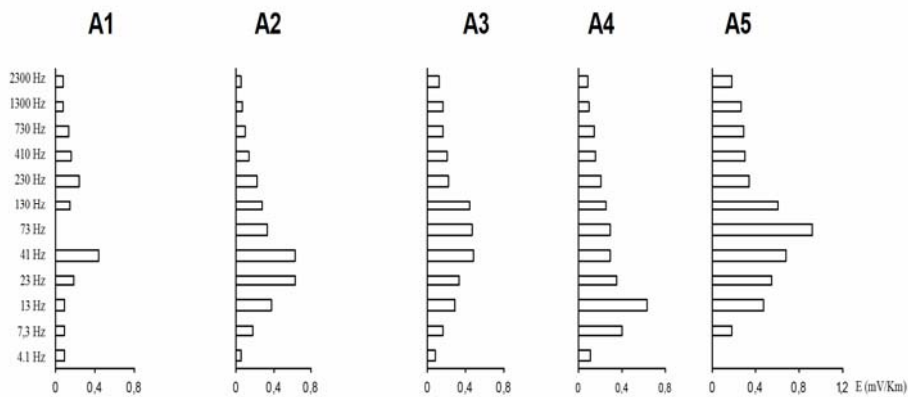 A1 A2 A3 A4 A5
2300 Hz
1300 Hz
730 Hz
410 Hz
230 Hz
130 Hz
73 Hz
41 Hz
23 Hz
13 Hz
7,3 Hz
4.1 Hz
0 0,4 0,8 0 0,4 0,8 0 0,4 0,8 0 0,4 0,8 0 0,4 0,8 1,2 E (mV/Km)